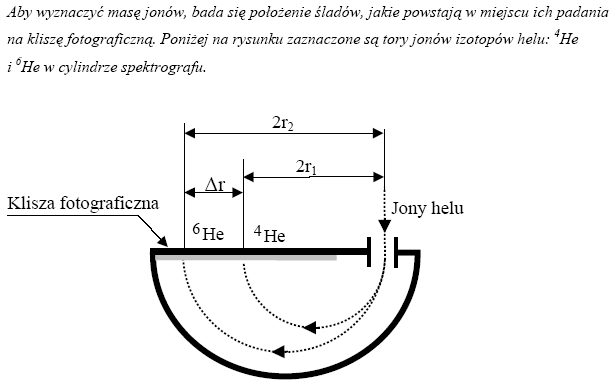 Aby wyznaczyć masę jonów, bada się położenie śladów, jakie powstają w miejscu ich padania
na kliszę fotograficzną. Poniżej na rysunku zaznaczone są tory jonów izotopów helu: ⁴He
i ⁶He w cylindrze spektrografu.
2r₂
2r₁
Δr
Klisza fotograficzna
Jony helu
⁶He ⁴He